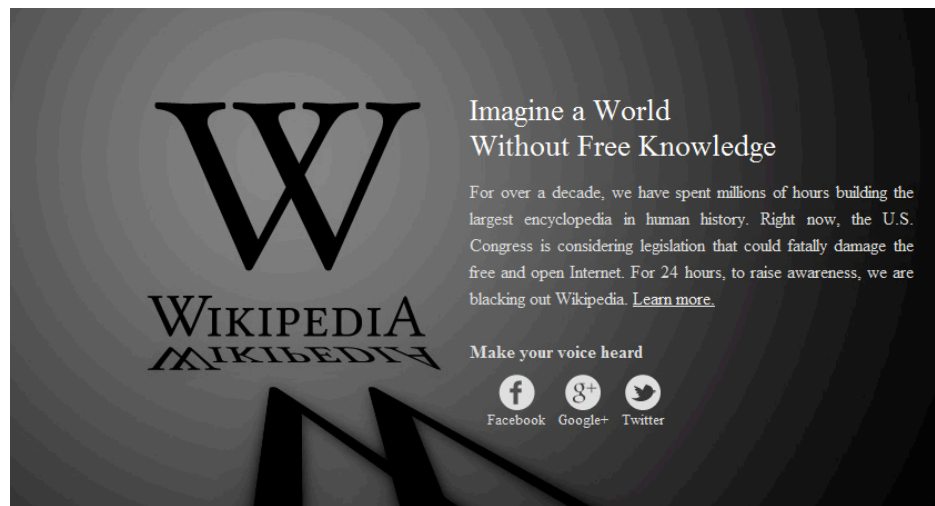 W
WIKIPEDIA
Imagine a World
Without Free Knowledge
For over a decade, we have spent millions of hours building the
largest encyclopedia in human history. Right now, the U.S.
Congress is considering legislation that could fatally damage the
free and open Internet. For 24 hours, to raise awareness, we are
blacking out Wikipedia. Learn more.
Make your voice heard
f g+
Facebook Google+ Twitter